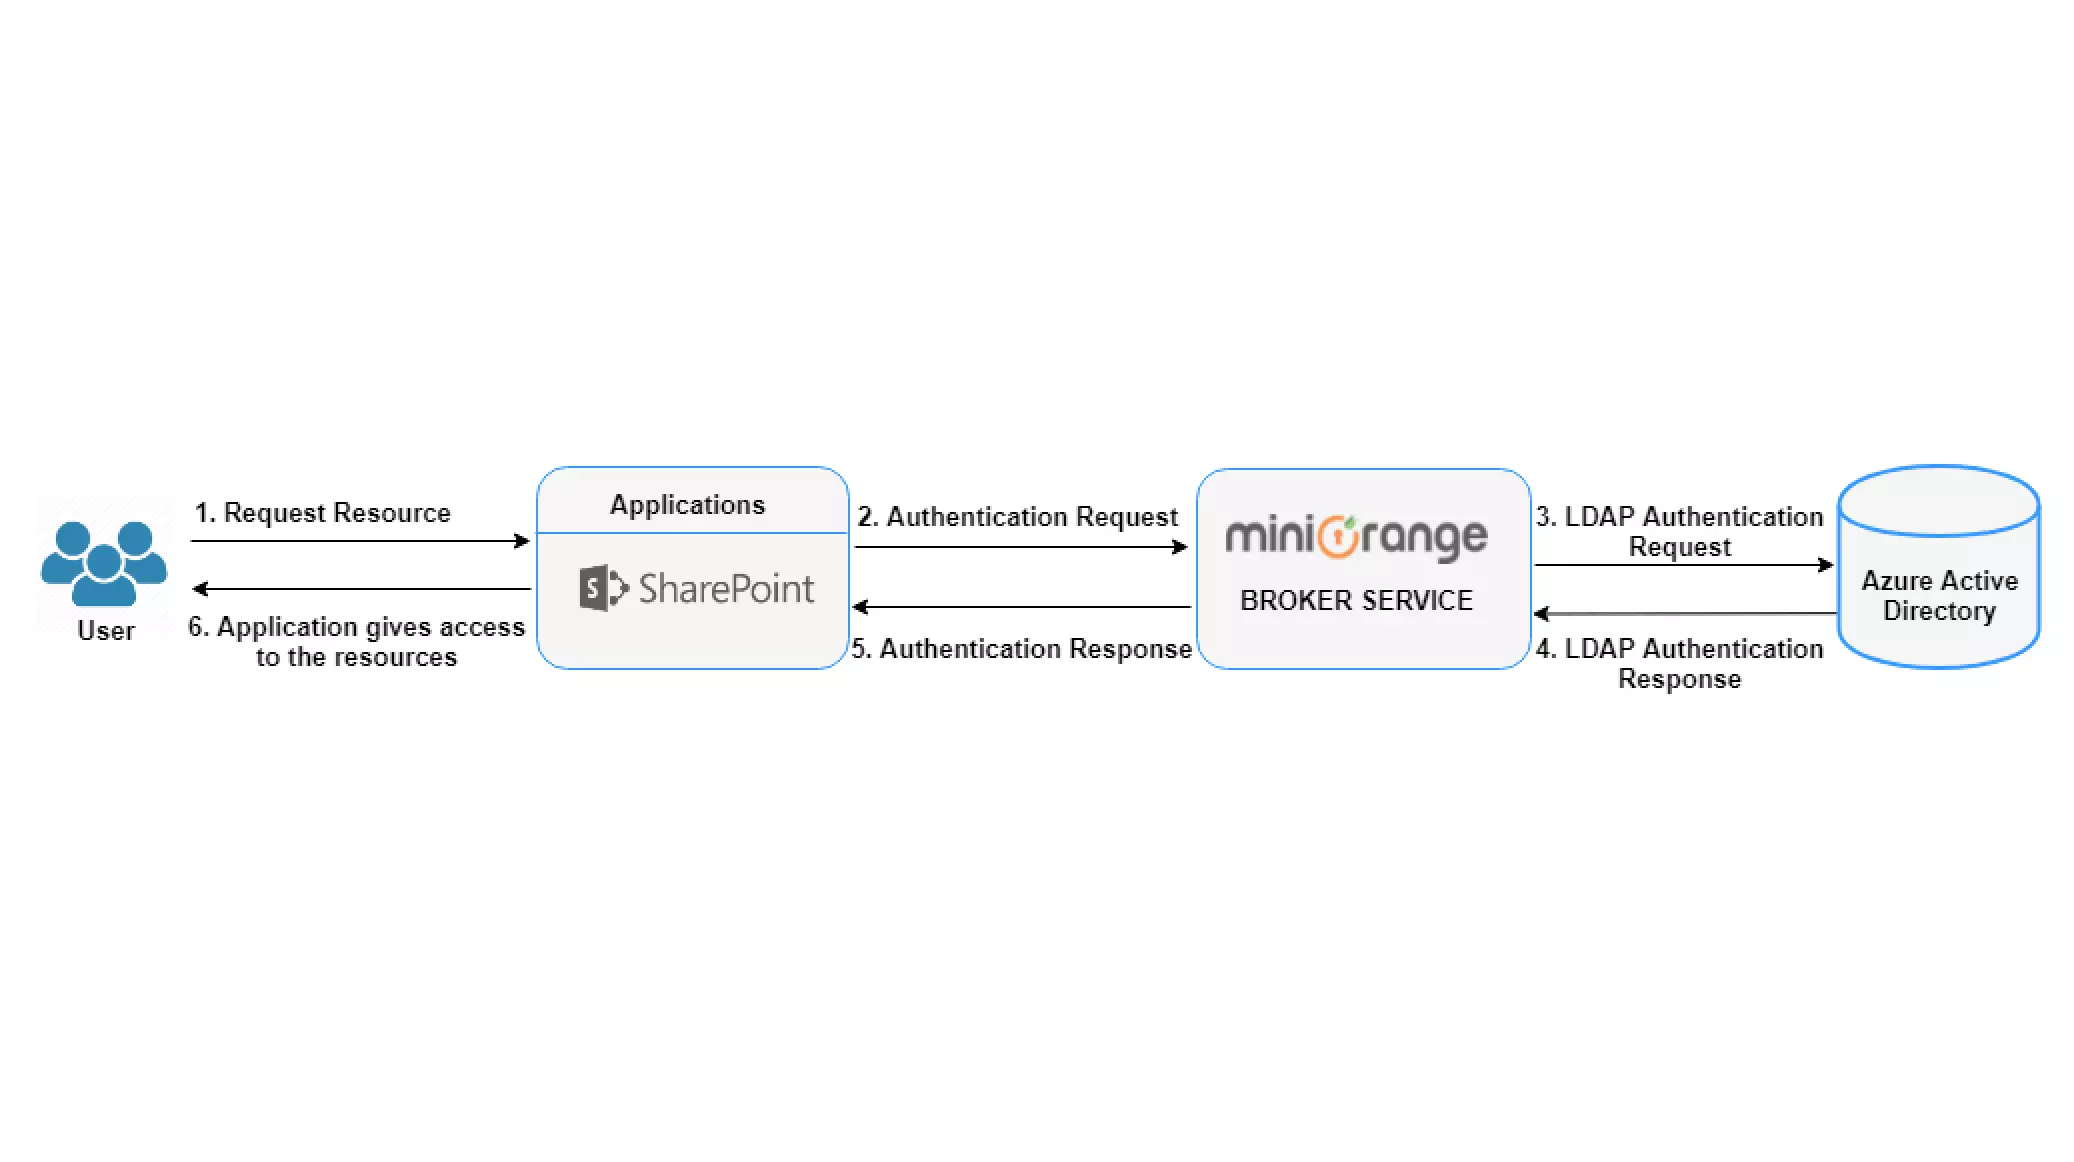 User
1. Request Resource
6. Application gives access
to the resources
Applications
S SharePoint
2. Authentication Request
5. Authentication Response
miniOrange
BROKER SERVICE
3. LDAP Authentication
Request
4. LDAP Authentication
Response
Azure Active
Directory